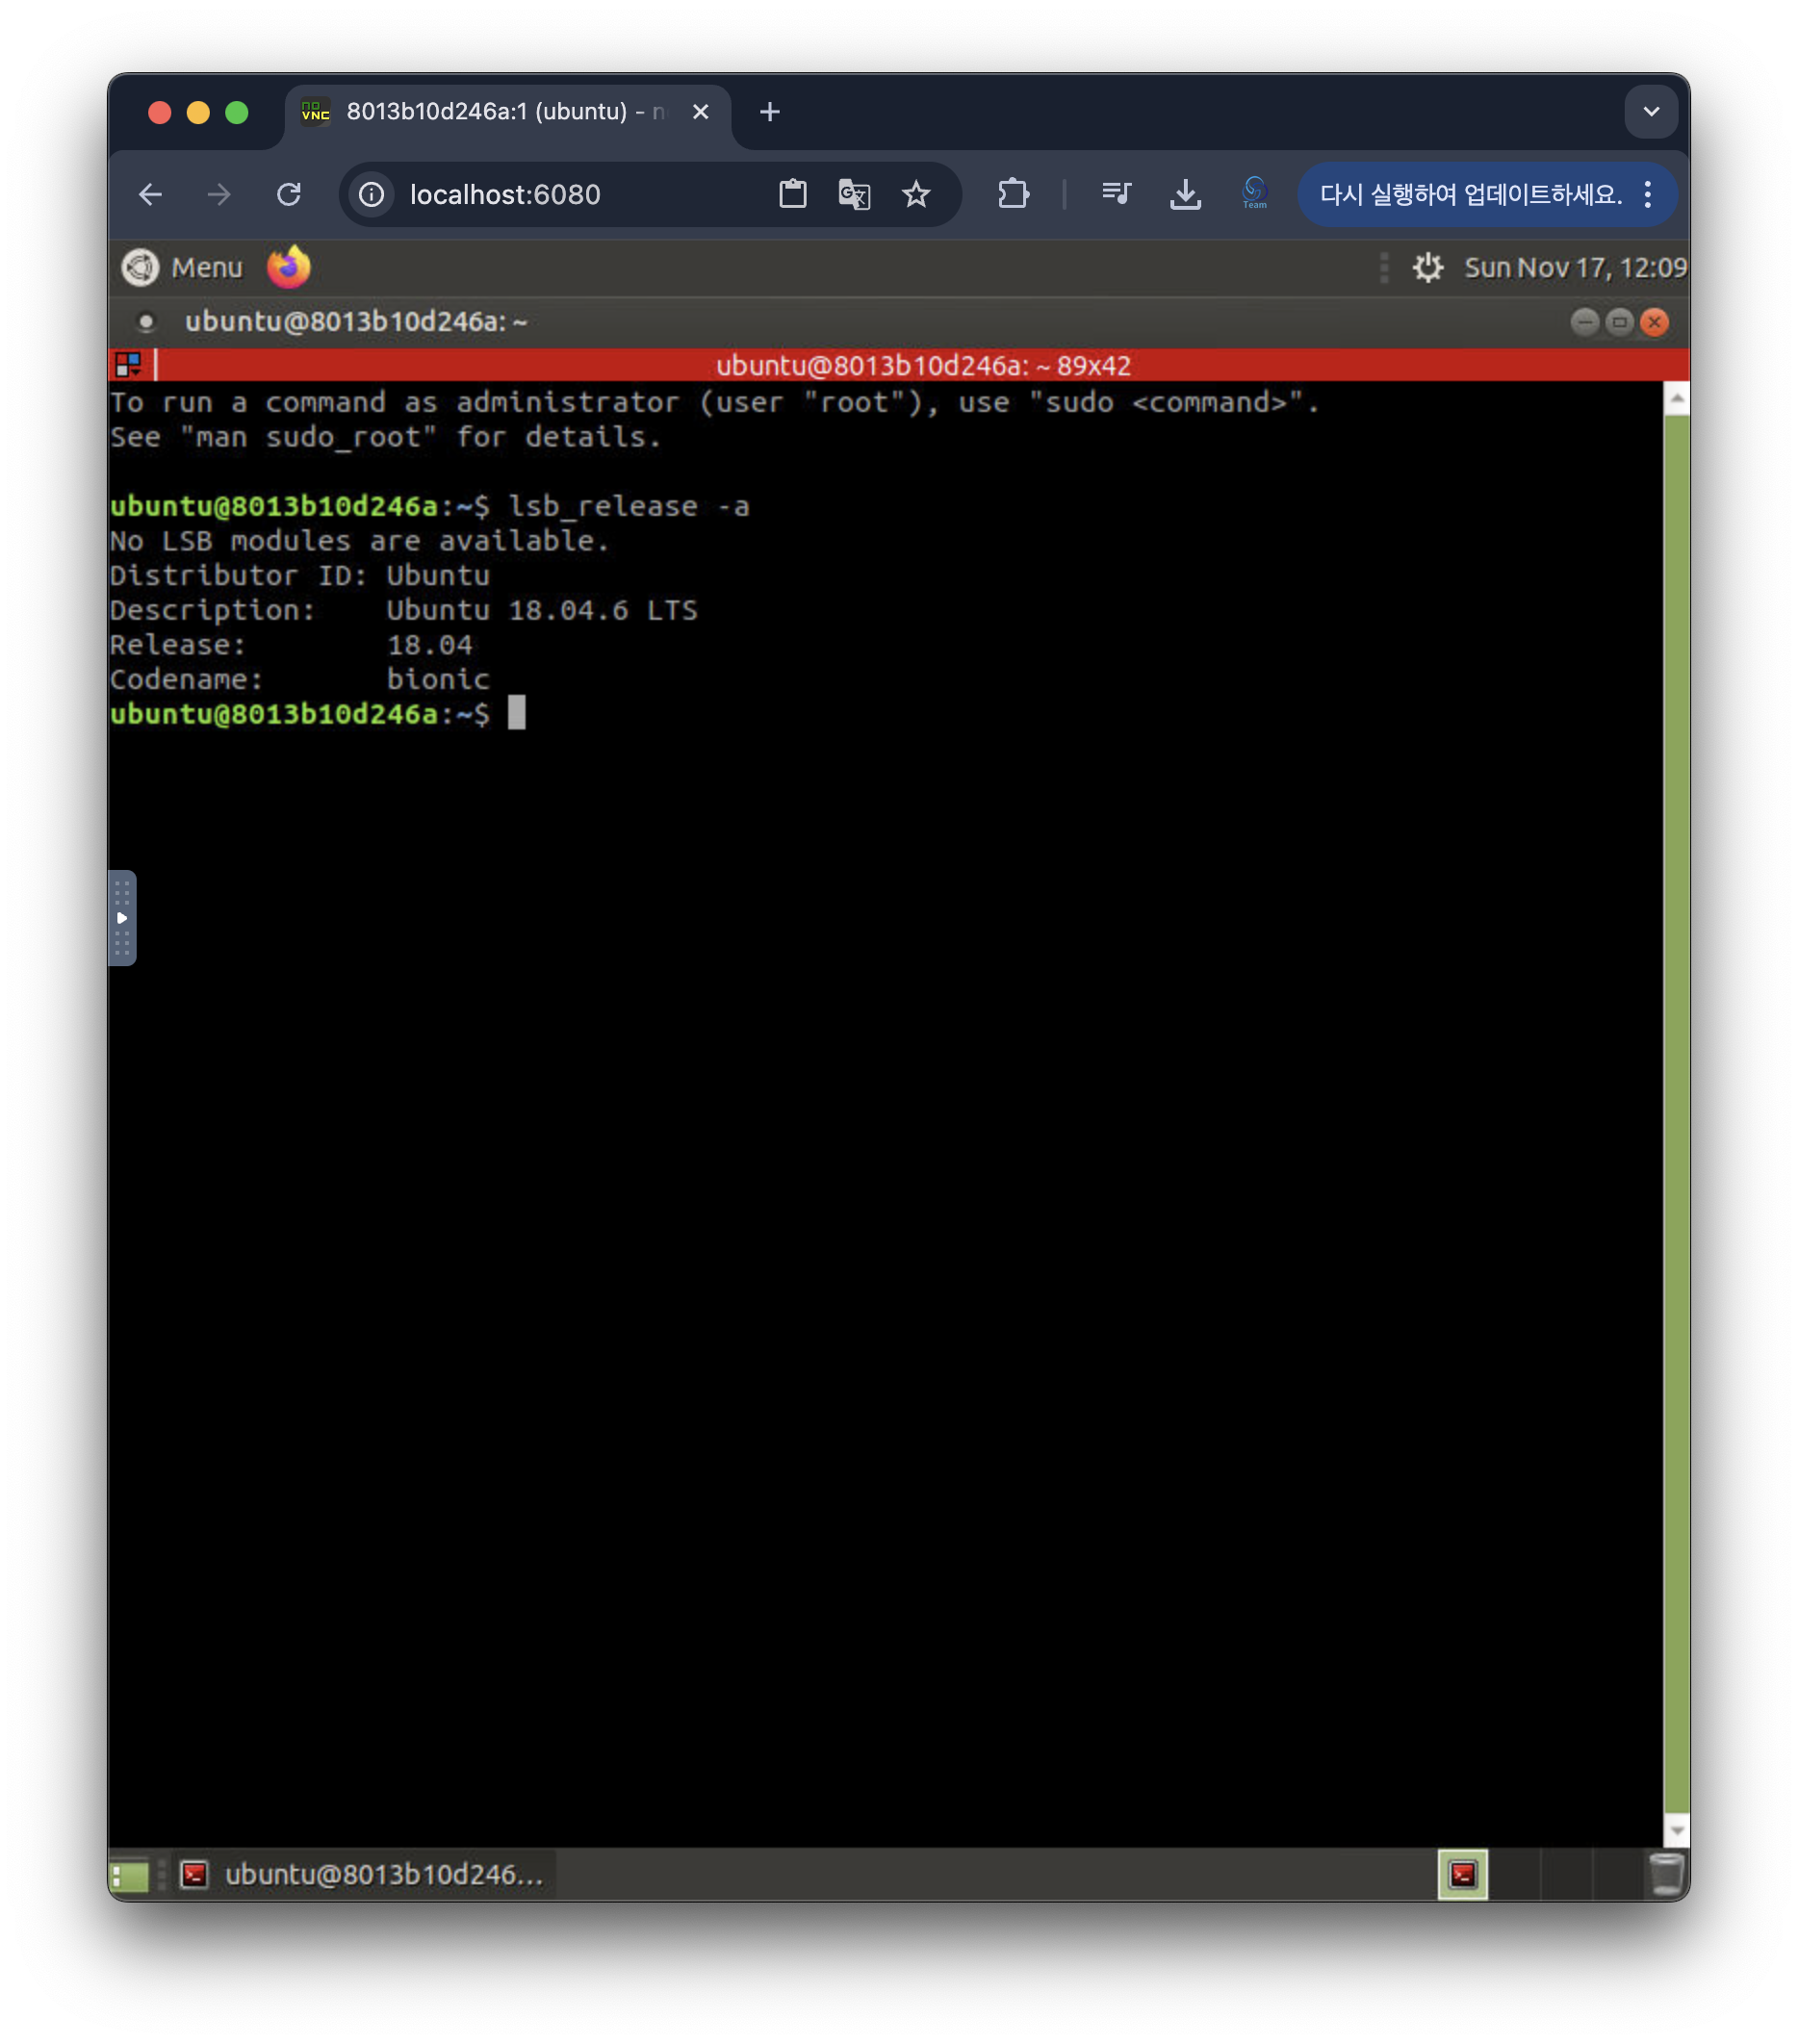 8013b10d246a:1 (ubuntu) -
localhost:6080
Team
다시 실행하여 업데이트하세요.
Menu
Sun Nov 17, 12:09
ubuntu@8013b10d246a: ~
ubuntu@8013b10d246a: ~ 89x42
To run a command as administrator (user "root"), use "sudo <command>".
See "man sudo_root" for details.
ubuntu@8013b10d246a:~$ lsb_release -a
No LSB modules are available.
Distributor ID: Ubuntu
Description: Ubuntu 18.04.6 LTS
Release: 18.04
Codename: bionic
ubuntu@8013b10d246a:~$
ubuntu@8013b10d246...